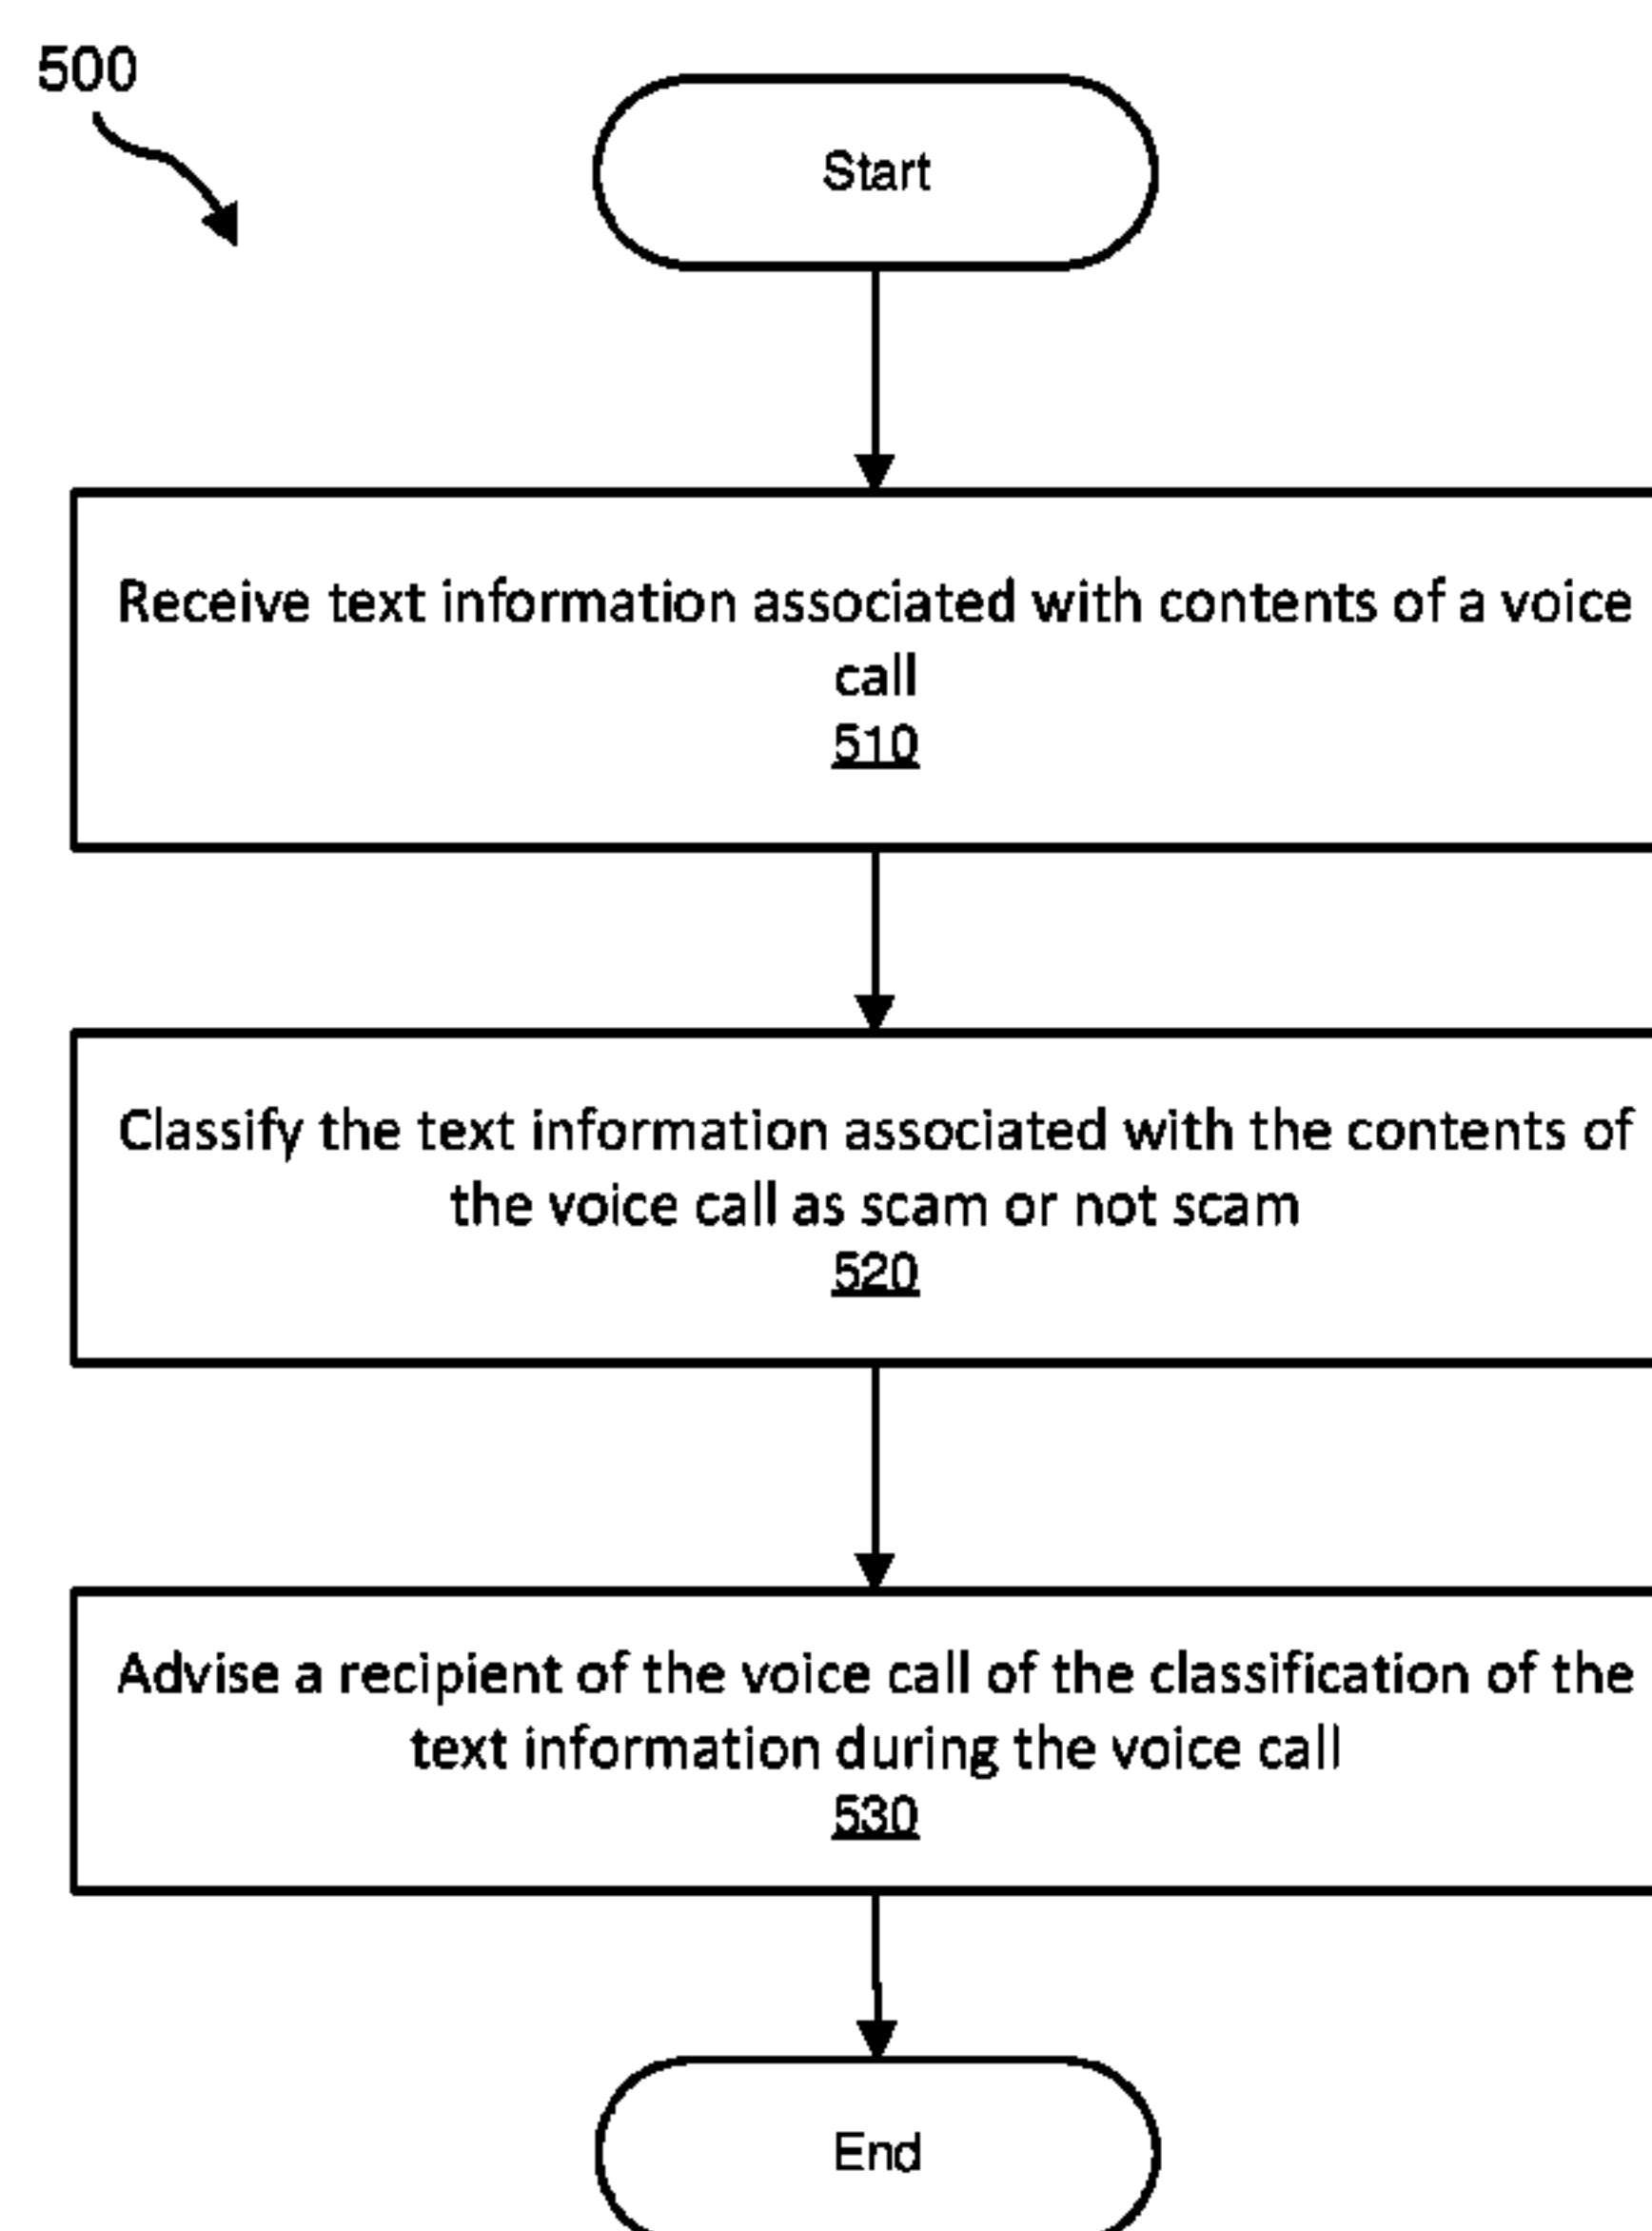 500
Start
Receive text information associated with contents of a voice
call
510
Classify the text information associated with the contents of
the voice call as scam or not scam
520
Advise a recipient of the voice call of the classification of the
text information during the voice call
530
End